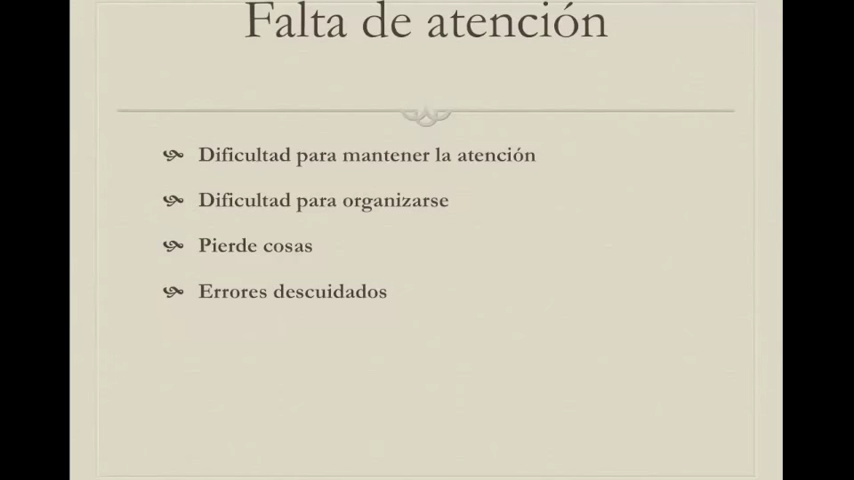 Falta de atención
Dificultad para mantener la atención
Dificultad para organizarse
Pierde cosas
Errores descuidados